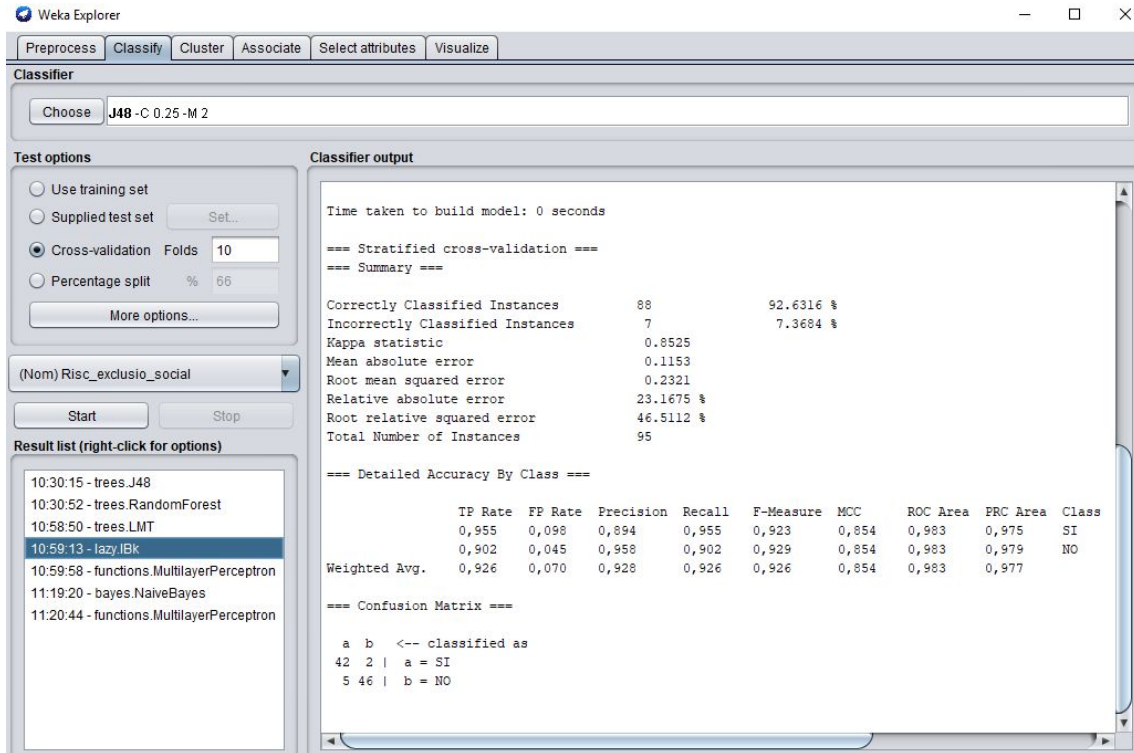 Weka Explorer
Preprocess Classify Cluster Associate Select attributes Visualize
Classifier
Choose J48 -C 0.25 -M 2
Test options
Use training set
Supplied test set Set...
Cross-validation Folds 10
Percentage split % 66
More options...
(Nom) Risc_exclusio_social
Start Stop
Result list (right-click for options)
10:30:15 - trees.J48
10:30:52 - trees.RandomForest
10:58:50 - trees.LMT
10:59:13 - lazy.IBk
10:59:58 - functions.MultilayerPerceptron
11:19:20 - bayes.NaiveBayes
11:20:44 - functions.MultilayerPerceptron
Classifier output
Time taken to build model: 0 seconds
=== Stratified cross-validation ===
=== Summary ===
Correctly Classified Instances 88 92.6316 %
Incorrectly Classified Instances 7 7.3684 %
Kappa statistic 0.8525
Mean absolute error 0.1153
Root mean squared error 0.2321
Relative absolute error 23.1675 %
Root relative squared error 46.5112 %
Total Number of Instances 95
=== Detailed Accuracy By Class ===
TP Rate FP Rate Precision Recall F-Measure MCC ROC Area PRC Area Class
0,955 0,098 0,894 0,955 0,923 0,854 0,983 0,975 SI
0,902 0,045 0,958 0,902 0,929 0,854 0,983 0,979 NO
Weighted Avg. 0,926 0,070 0,928 0,926 0,926 0,854 0,983 0,977
=== Confusion Matrix ===
a b <-- classified as
42 2 | a = SI
5 46 | b = NO